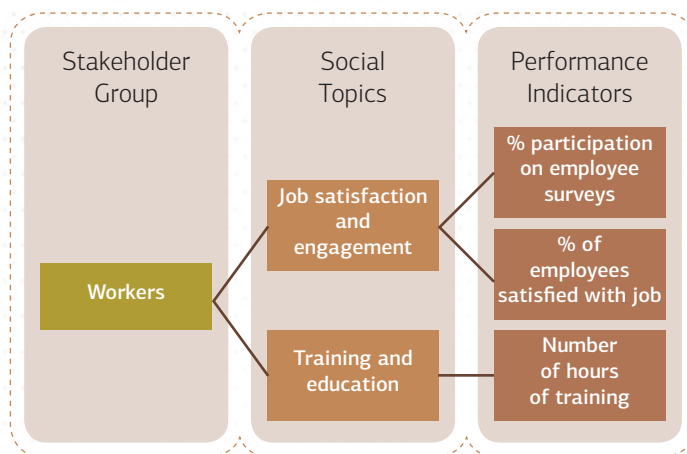 Stakeholder
Group
Social
Topics
Performance
Indicators
Workers
Job satisfaction
and
engagement
Training and
education
% participation
on employee
surveys
% of
employees
satisfied with job
Number
of hours
of training